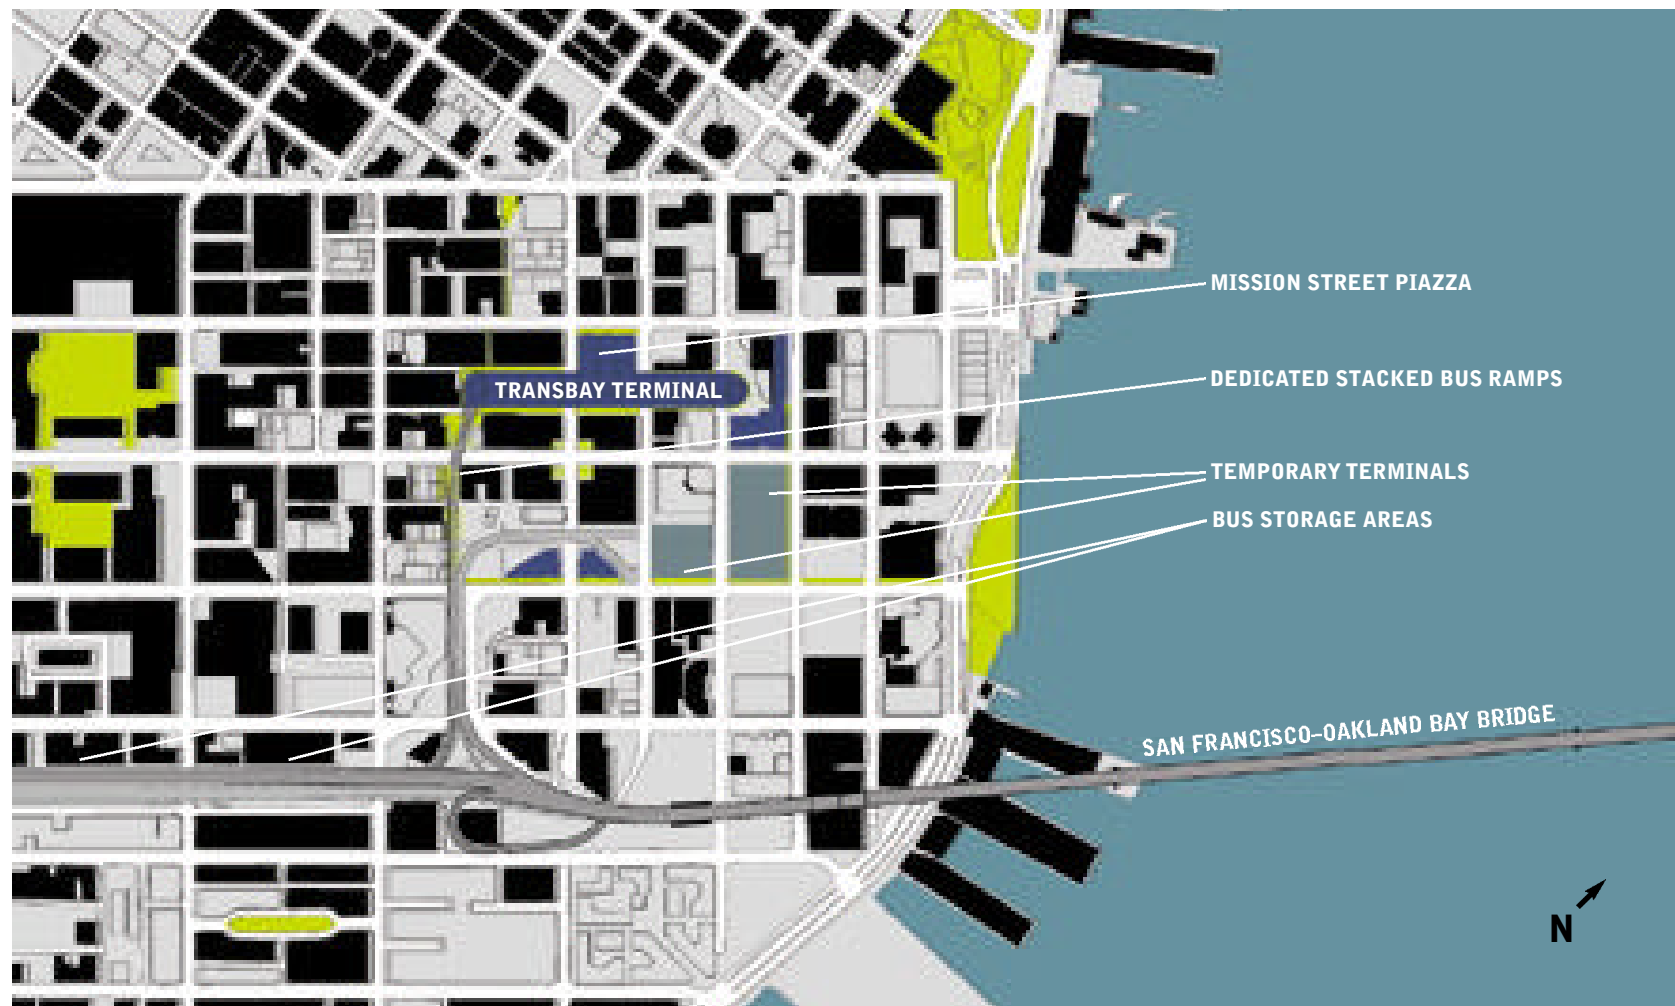 MISSION STREET PIAZZA
DEDICATED STACKED BUS RAMPS
TRANSBAY TERMINAL
TEMPORARY TERMINALS
BUS STORAGE AREAS
SAN FRANCISCO–OAKLAND BAY BRIDGE
N